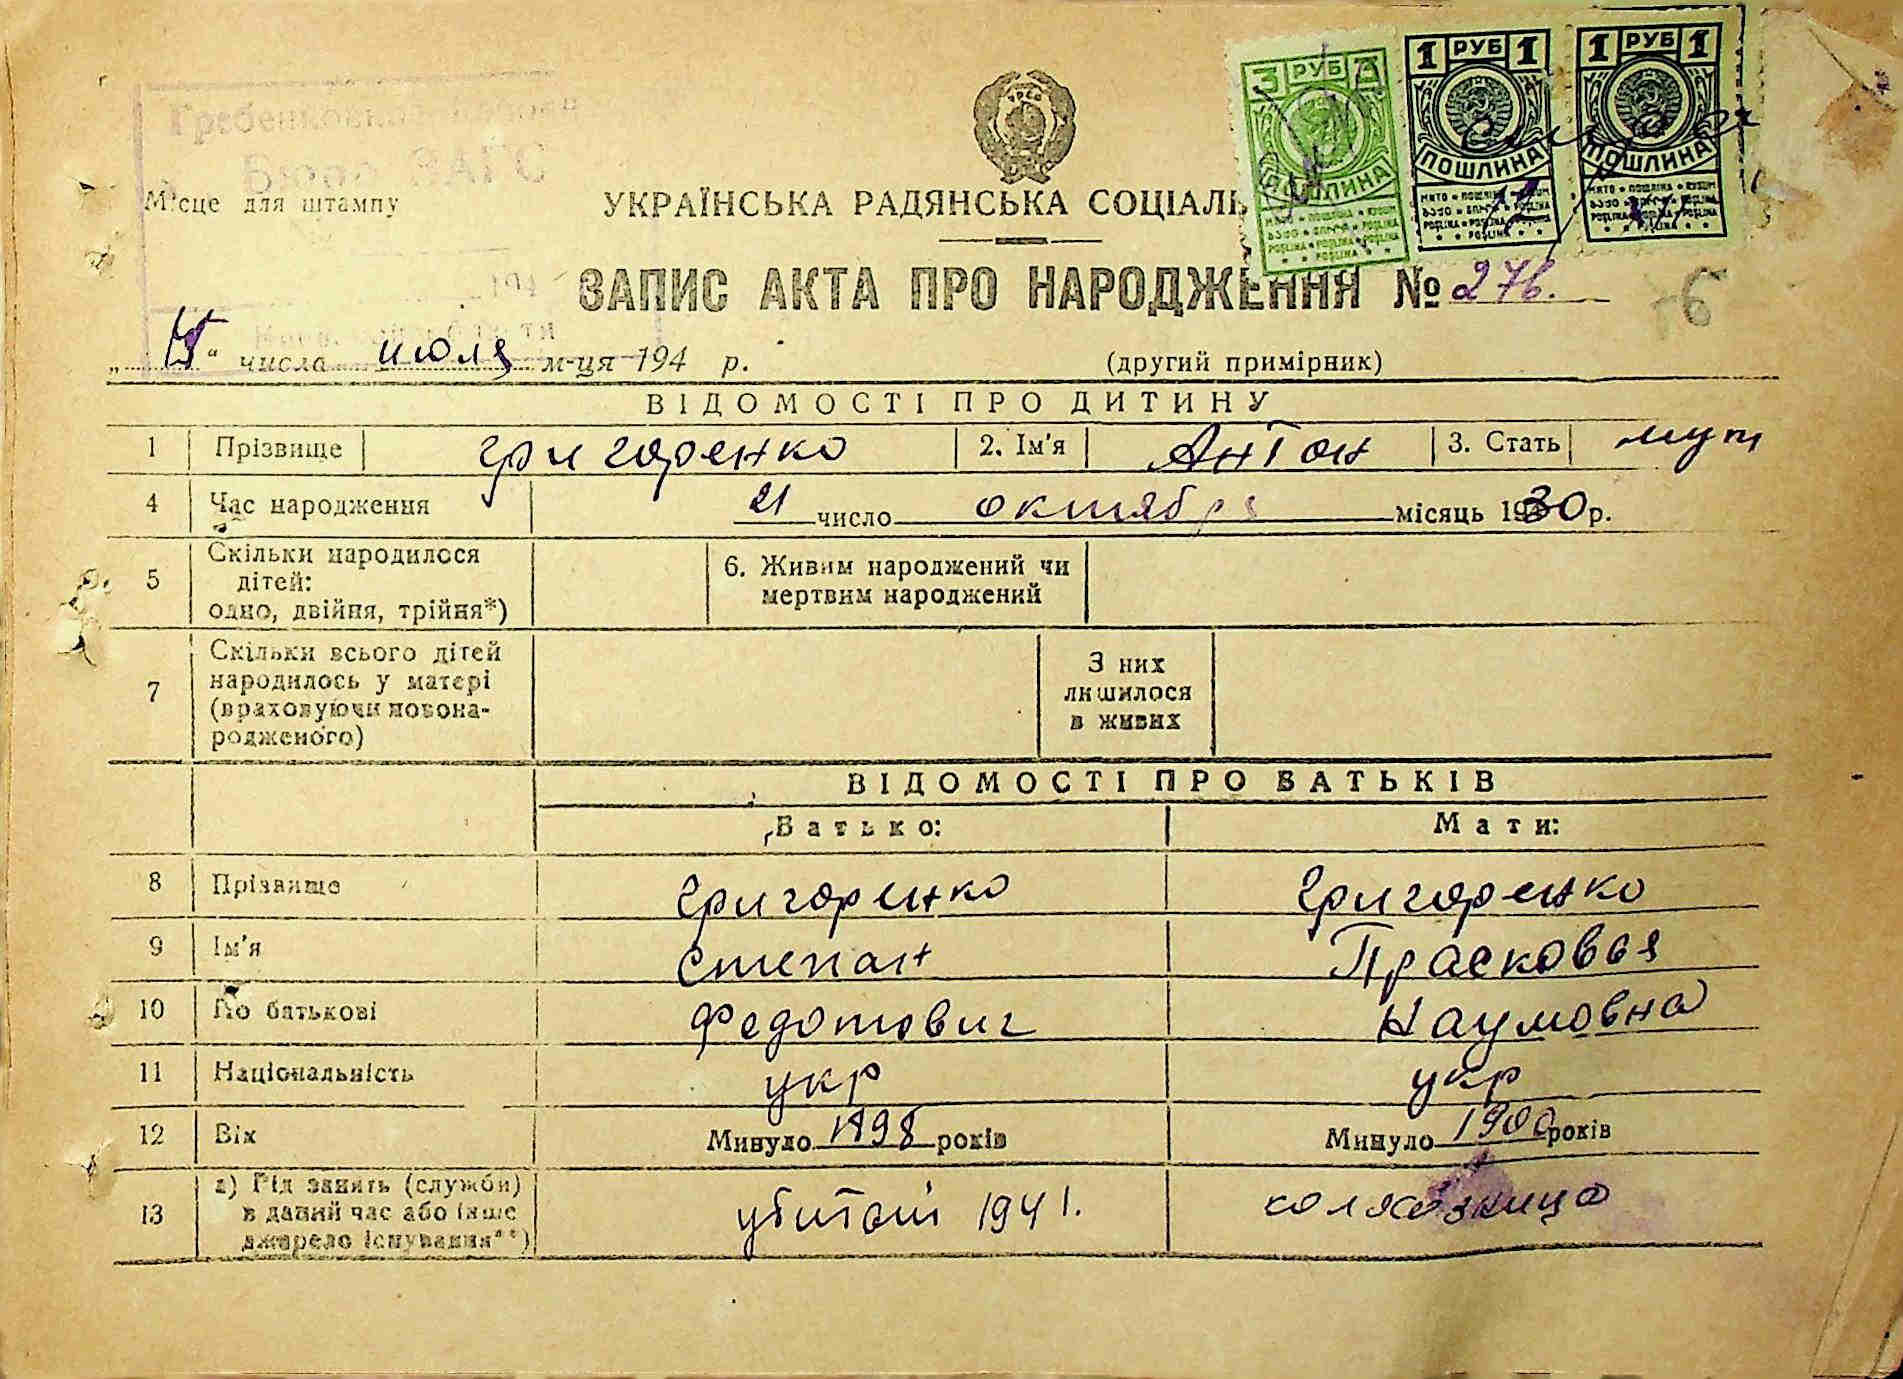 3 РУБ
1 РУБ 1
1 РУБ 1
ПОШЛИНА
ПОШЛИНА
ПОШЛИНА
УРСР
Гребенковский
Бюро ЗАГС
Місце для штампу
УКРАЇНСЬКА РАДЯНСЬКА СОЦІАЛЬ
ЗАПИС АКТА ПРО НАРОДЖЕННЯ № 276.
числа июля м-ця 194 р. (другий примірник)
ВІДОМОСТІ ПРО ДИТИНУ
1 Прізвище Григоренко 2. Ім'я Антон 3. Стать муж
4 Час народження 21 число октября місяць 1930 р.
5 Скільки народилося дітей: одно, двійня, трійня*) 6. Живим народжений чи мертвим народжений
7 Скільки всього дітей народилось у матері (враховуючи новонародженого) З них лишилося в живих
ВІДОМОСТІ ПРО БАТЬКІВ
Батько: Мати:
8 Прізвище Григоренко Григоренко
9 Ім'я Степан Прасковья
10 По батькові Федотович Наумовна
11 Національність укр укр
12 Вік Минуло 1898 років Минуло 1900 років
13 а) Рід занять (служби) в даний час або інше джерело існування**) убитый 1941. колхозница